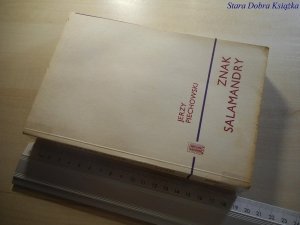 Stara Dobra Książka
JERZY
PIECHOWSKI
ZNAK
SALAMANDRY